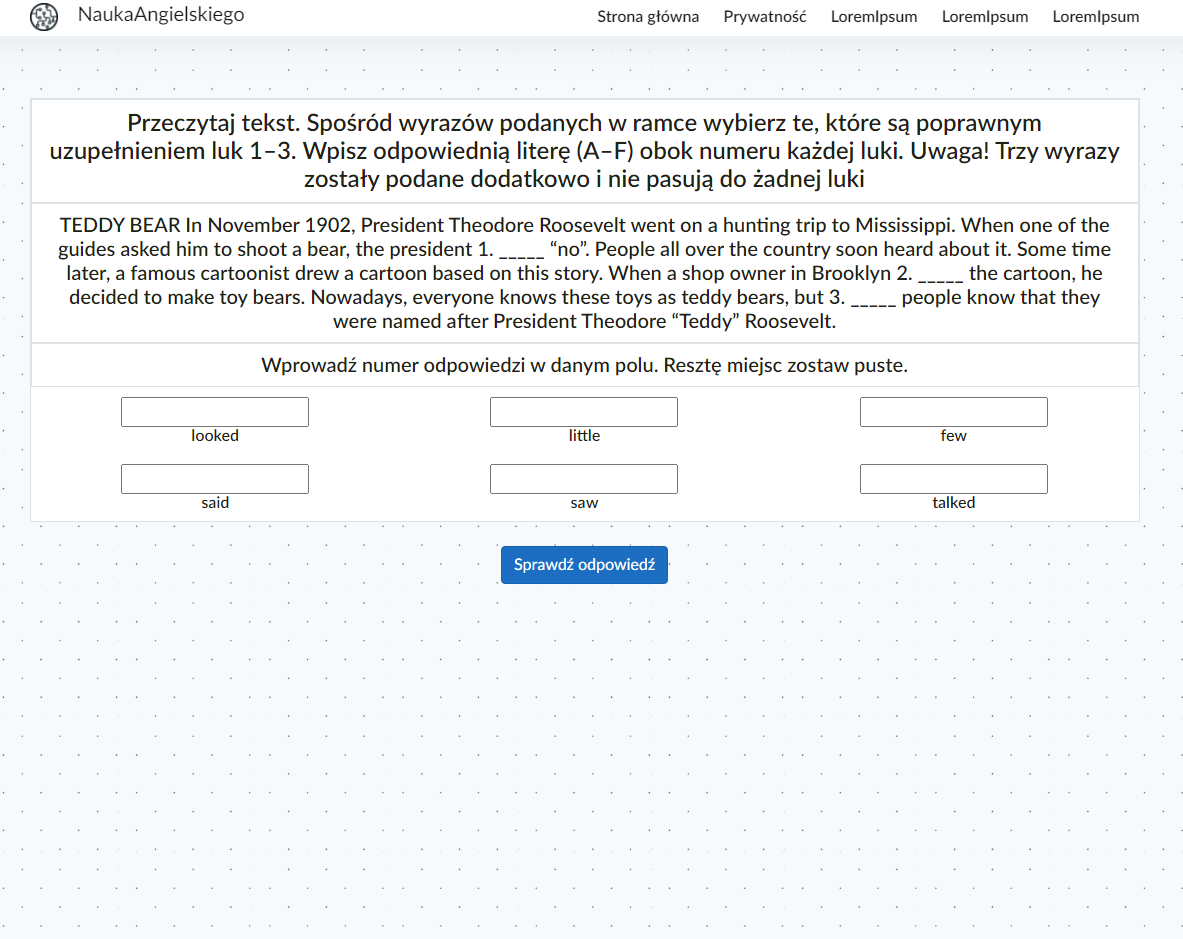 NaukaAngielskiego
Strona główna Prywatność LoremIpsum LoremIpsum LoremIpsum
Przeczytaj tekst. Spośród wyrazów podanych w ramce wybierz te, które są poprawnym
uzupełnieniem luk 1–3. Wpisz odpowiednią literę (A–F) obok numeru każdej luki. Uwaga! Trzy wyrazy
zostały podane dodatkowo i nie pasują do żadnej luki
TEDDY BEAR In November 1902, President Theodore Roosevelt went on a hunting trip to Mississippi. When one of the
guides asked him to shoot a bear, the president 1. _____ “no”. People all over the country soon heard about it. Some time
later, a famous cartoonist drew a cartoon based on this story. When a shop owner in Brooklyn 2. _____ the cartoon, he
decided to make toy bears. Nowadays, everyone knows these toys as teddy bears, but 3. _____ people know that they
were named after President Theodore “Teddy” Roosevelt.
Wprowadź numer odpowiedzi w danym polu. Resztę miejsc zostaw puste.
looked little few
said saw talked
Sprawdź odpowiedź